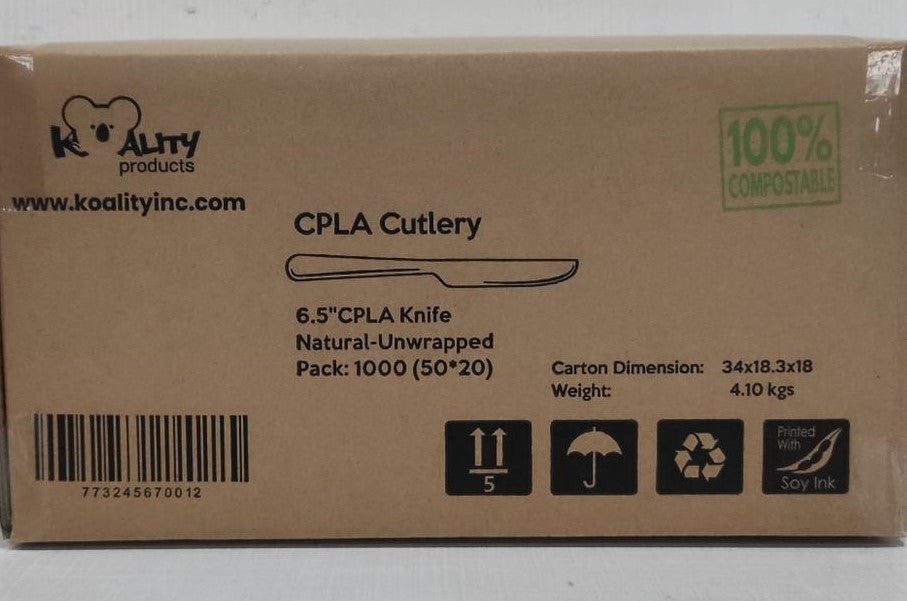 KOALITY
products
www.koalityinc.com
100%
COMPOSTABLE
CPLA Cutlery
6.5"CPLA Knife
Natural-Unwrapped
Pack: 1000 (50*20)
Carton Dimension: 34x18.3x18
Weight: 4.10 kgs
5
Printed
With
Soy Ink
773245670012